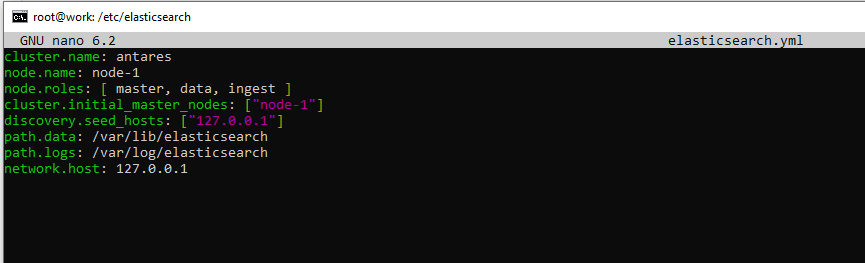 root@work: /etc/elasticsearch
GNU nano 6.2 elasticsearch.yml
cluster.name: antares
node.name: node-1
node.roles: [ master, data, ingest ]
cluster.initial_master_nodes: ["node-1"]
discovery.seed_hosts: ["127.0.0.1"]
path.data: /var/lib/elasticsearch
path.logs: /var/log/elasticsearch
network.host: 127.0.0.1